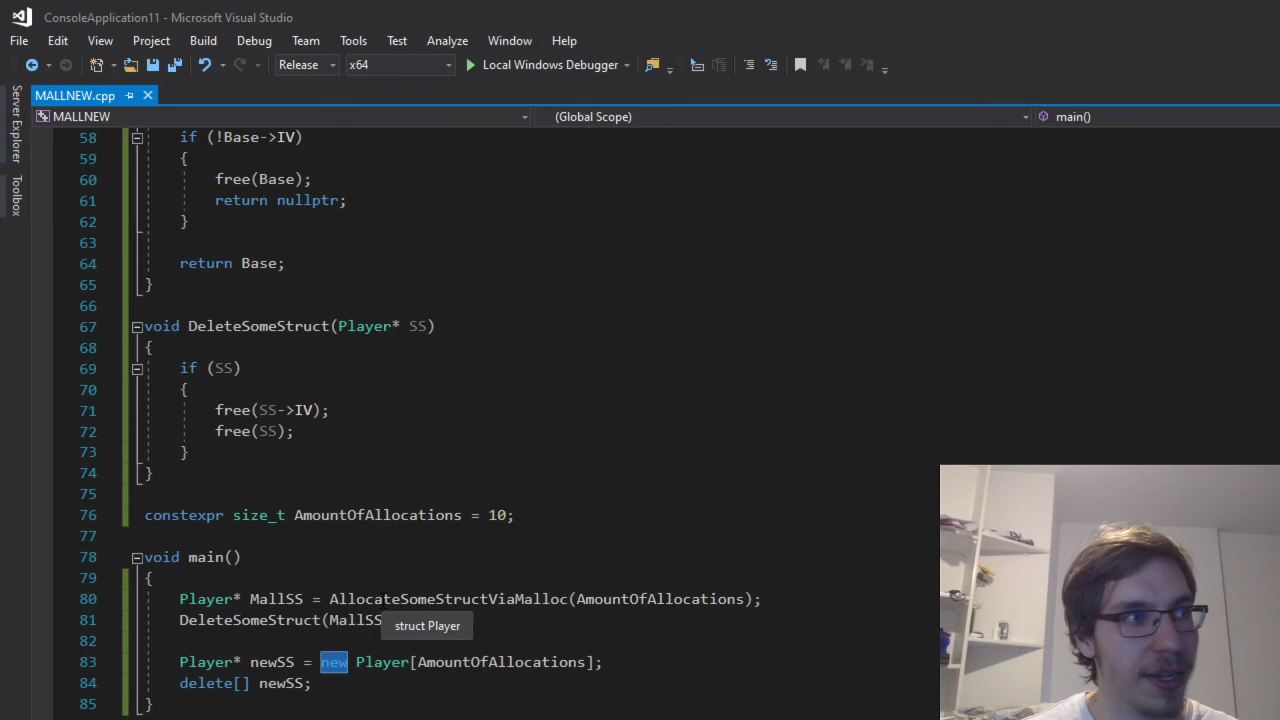 ConsoleApplication11 - Microsoft Visual Studio
File Edit View Project Build Debug Team Tools Test Analyze Window Help
Release x64 Local Windows Debugger
MALLNEW.cpp
MALLNEW (Global Scope) main()
Server Explorer
Toolbox
58 if (!Base->IV)
59 {
60 free(Base);
61 return nullptr;
62 }
63
64 return Base;
65 }
66
67 void DeleteSomeStruct(Player* SS)
68 {
69 if (SS)
70 {
71 free(SS->IV);
72 free(SS);
73 }
74 }
75
76 constexpr size_t AmountOfAllocations = 10;
77
78 void main()
79 {
80 Player* MallSS = AllocateSomeStructViaMalloc(AmountOfAllocations);
81 DeleteSomeStruct(MallSS
struct Player
82
83 Player* newSS = new Player[AmountOfAllocations];
84 delete[] newSS;
85 }